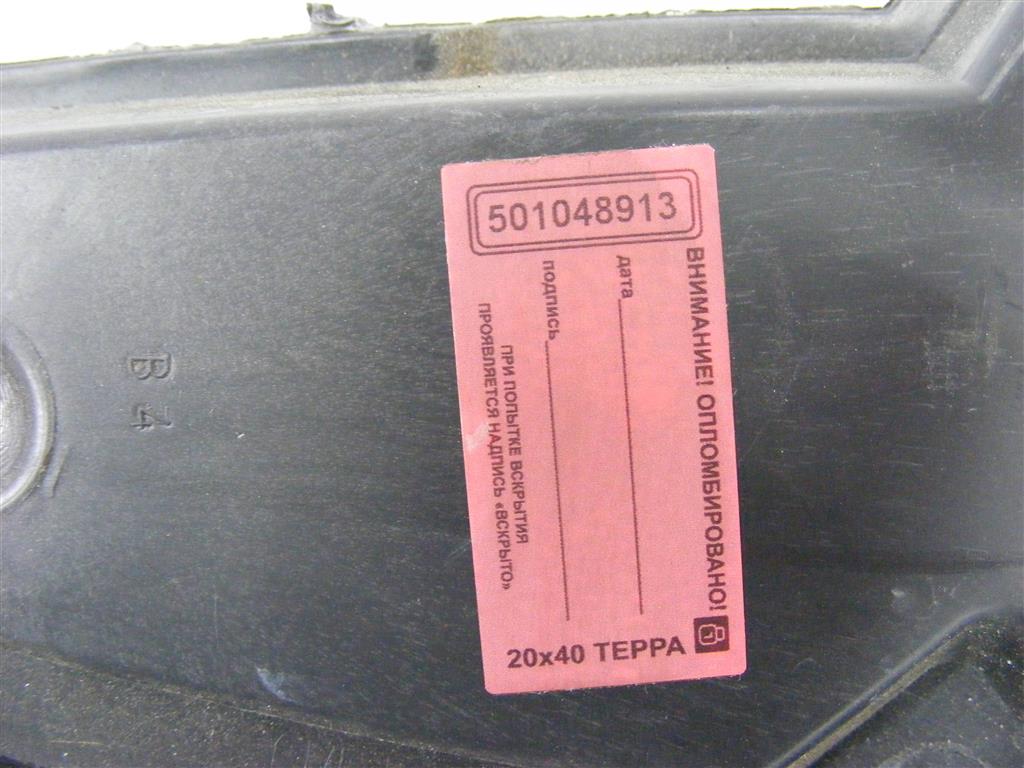 501048913
ВНИМАНИЕ! ОПЛОМБИРОВАНО!
дата
подпись
ПРИ ПОПЫТКЕ ВСКРЫТИЯ
ПРОЯВЛЯЕТСЯ НАДПИСЬ «ВСКРЫТО»
20x40 ТЕРРА
B 4